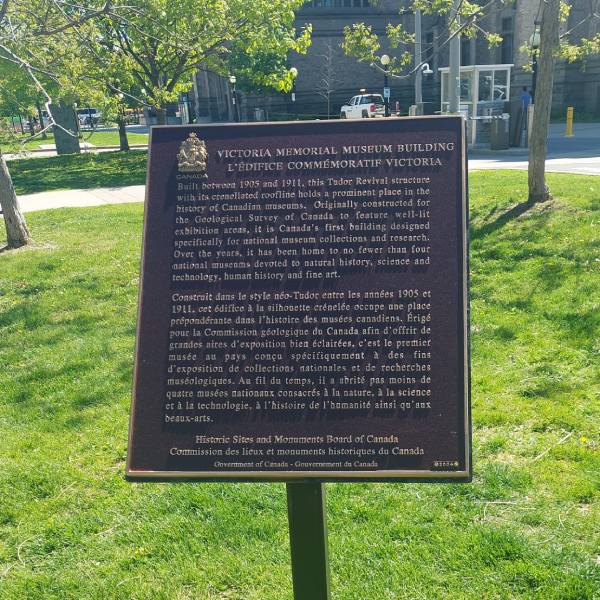 CANADA
VICTORIA MEMORIAL MUSEUM BUILDING
L'ÉDIFICE COMMÉMORATIF VICTORIA
Built between 1905 and 1911, this Tudor Revival structure
with its crenellated roofline holds a prominent place in the
history of Canadian museums. Originally constructed for
the Geological Survey of Canada to feature well-lit
exhibition areas, it is Canada's first building designed
specifically for national museum collections and research.
Over the years, it has been home to no fewer than four
national museums devoted to natural history, science and
technology, human history and fine art.
Construit dans le style néo-Tudor entre les années 1905 et
1911, cet édifice à la silhouette crénelée occupe une place
prépondérante dans l'histoire des musées canadiens. Érigé
pour la Commission géologique du Canada afin d'offrir de
grandes aires d'exposition bien éclairées, c'est le premier
musée au pays conçu spécifiquement à des fins
d'exposition de collections nationales et de recherches
muséologiques. Au fil du temps, il a abrité pas moins de
quatre musées nationaux consacrés à la nature, à la science
et à la technologie, à l'histoire de l'humanité ainsi qu'aux
beaux-arts.
Historic Sites and Monuments Board of Canada
Commission des lieux et monuments historiques du Canada
Government of Canada - Gouvernement du Canada